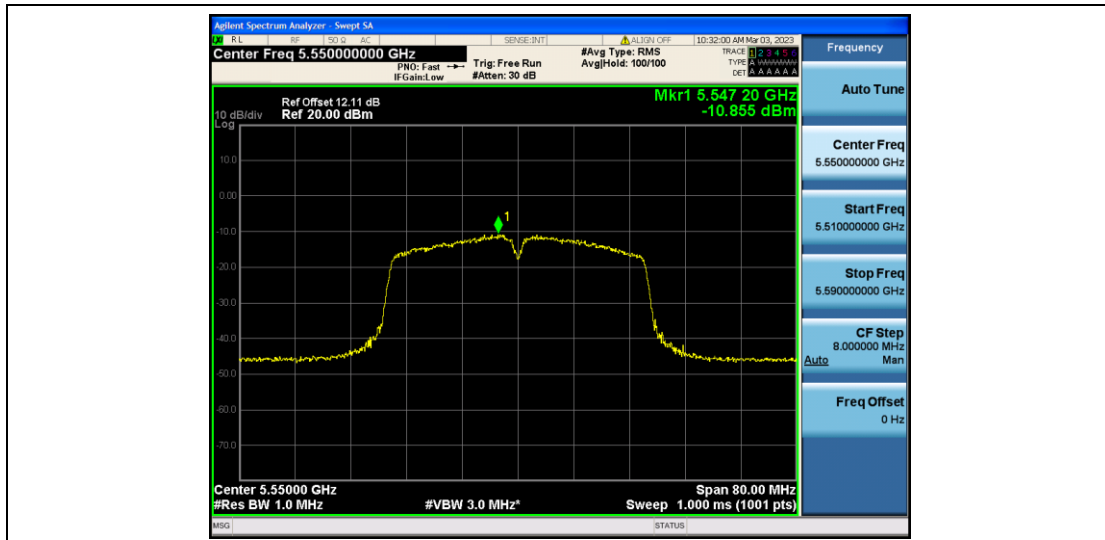 Agilent Spectrum Analyzer - Swept SA
RL RF 50 Ω AC SENSE:INT ALIGN OFF 10:32:00 AM Mar 03, 2023
Center Freq 5.550000000 GHz
PNO: Fast
IFGain:Low
Trig: Free Run
#Atten: 30 dB
#Avg Type: RMS
Avg|Hold: 100/100
TRACE 1 2 3 4 5 6
TYPE A WWWWW
DET A A A A A A
Frequency
Ref Offset 12.11 dB
10 dB/div Ref 20.00 dBm
Log
Mkr1 5.547 20 GHz
-10.855 dBm
10.0
0.00
-10.0
-20.0
-30.0
-40.0
-50.0
-60.0
-70.0
1
Center 5.55000 GHz
Span 80.00 MHz
#Res BW 1.0 MHz
#VBW 3.0 MHz*
Sweep 1.000 ms (1001 pts)
Auto Tune
Center Freq
5.550000000 GHz
Start Freq
5.510000000 GHz
Stop Freq
5.590000000 GHz
CF Step
8.000000 MHz
Auto Man
Freq Offset
0 Hz
MSG STATUS